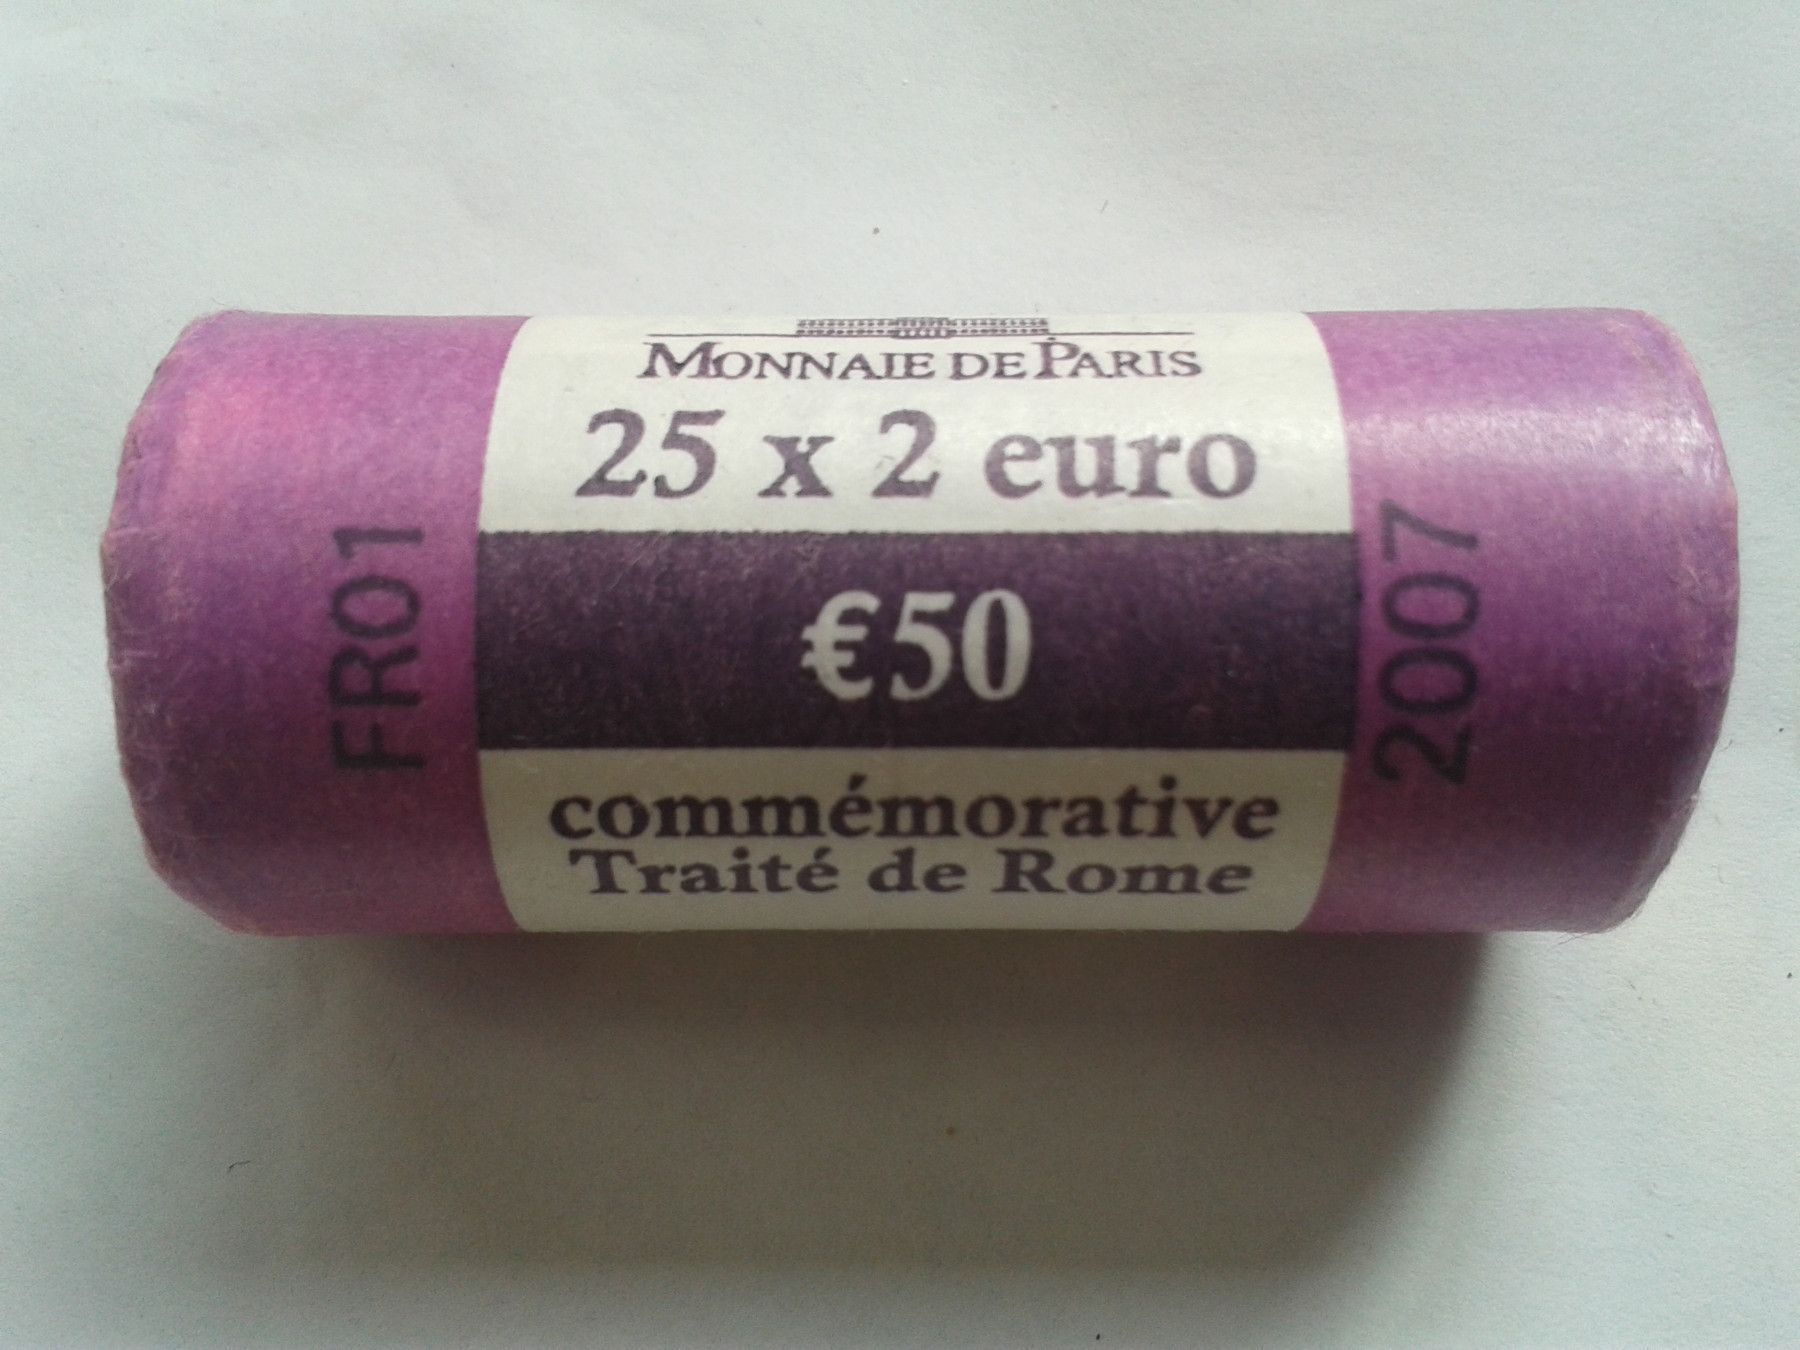 MONNAIE DE PARIS
25 x 2 euro
€50
commémorative
Traité de Rome
FR01
2007